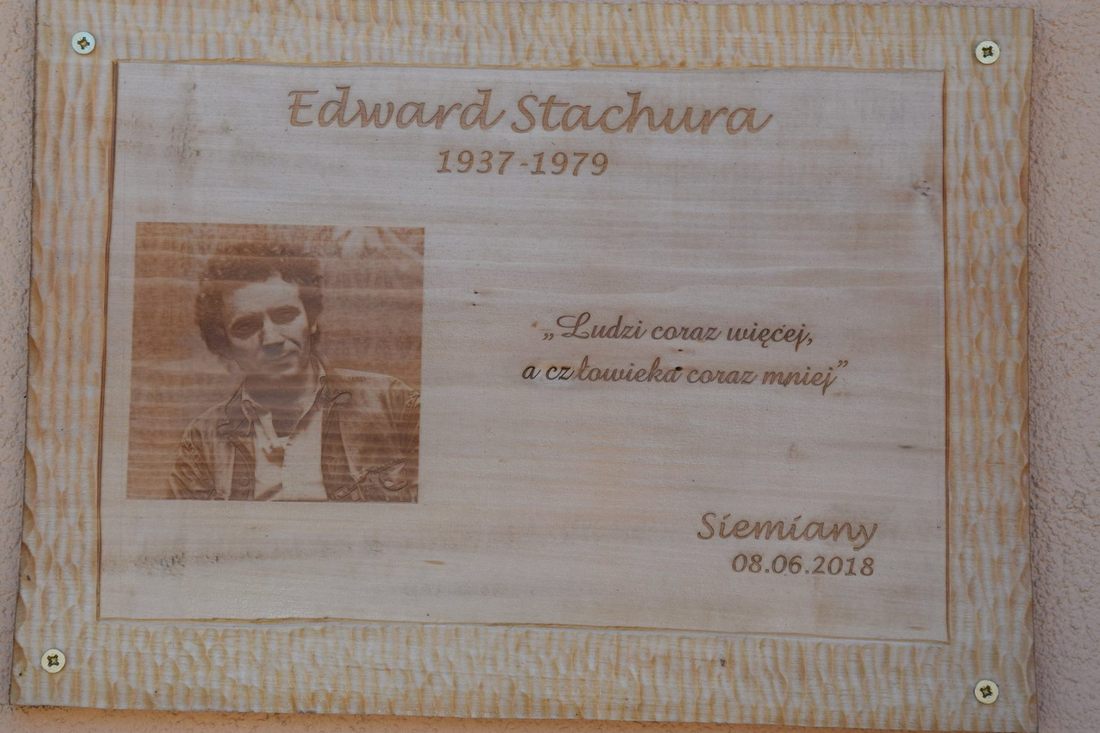 Edward Stachura
1937-1979
„Ludzi coraz więcej,
a człowieka coraz mniej”
Siemiany
08.06.2018